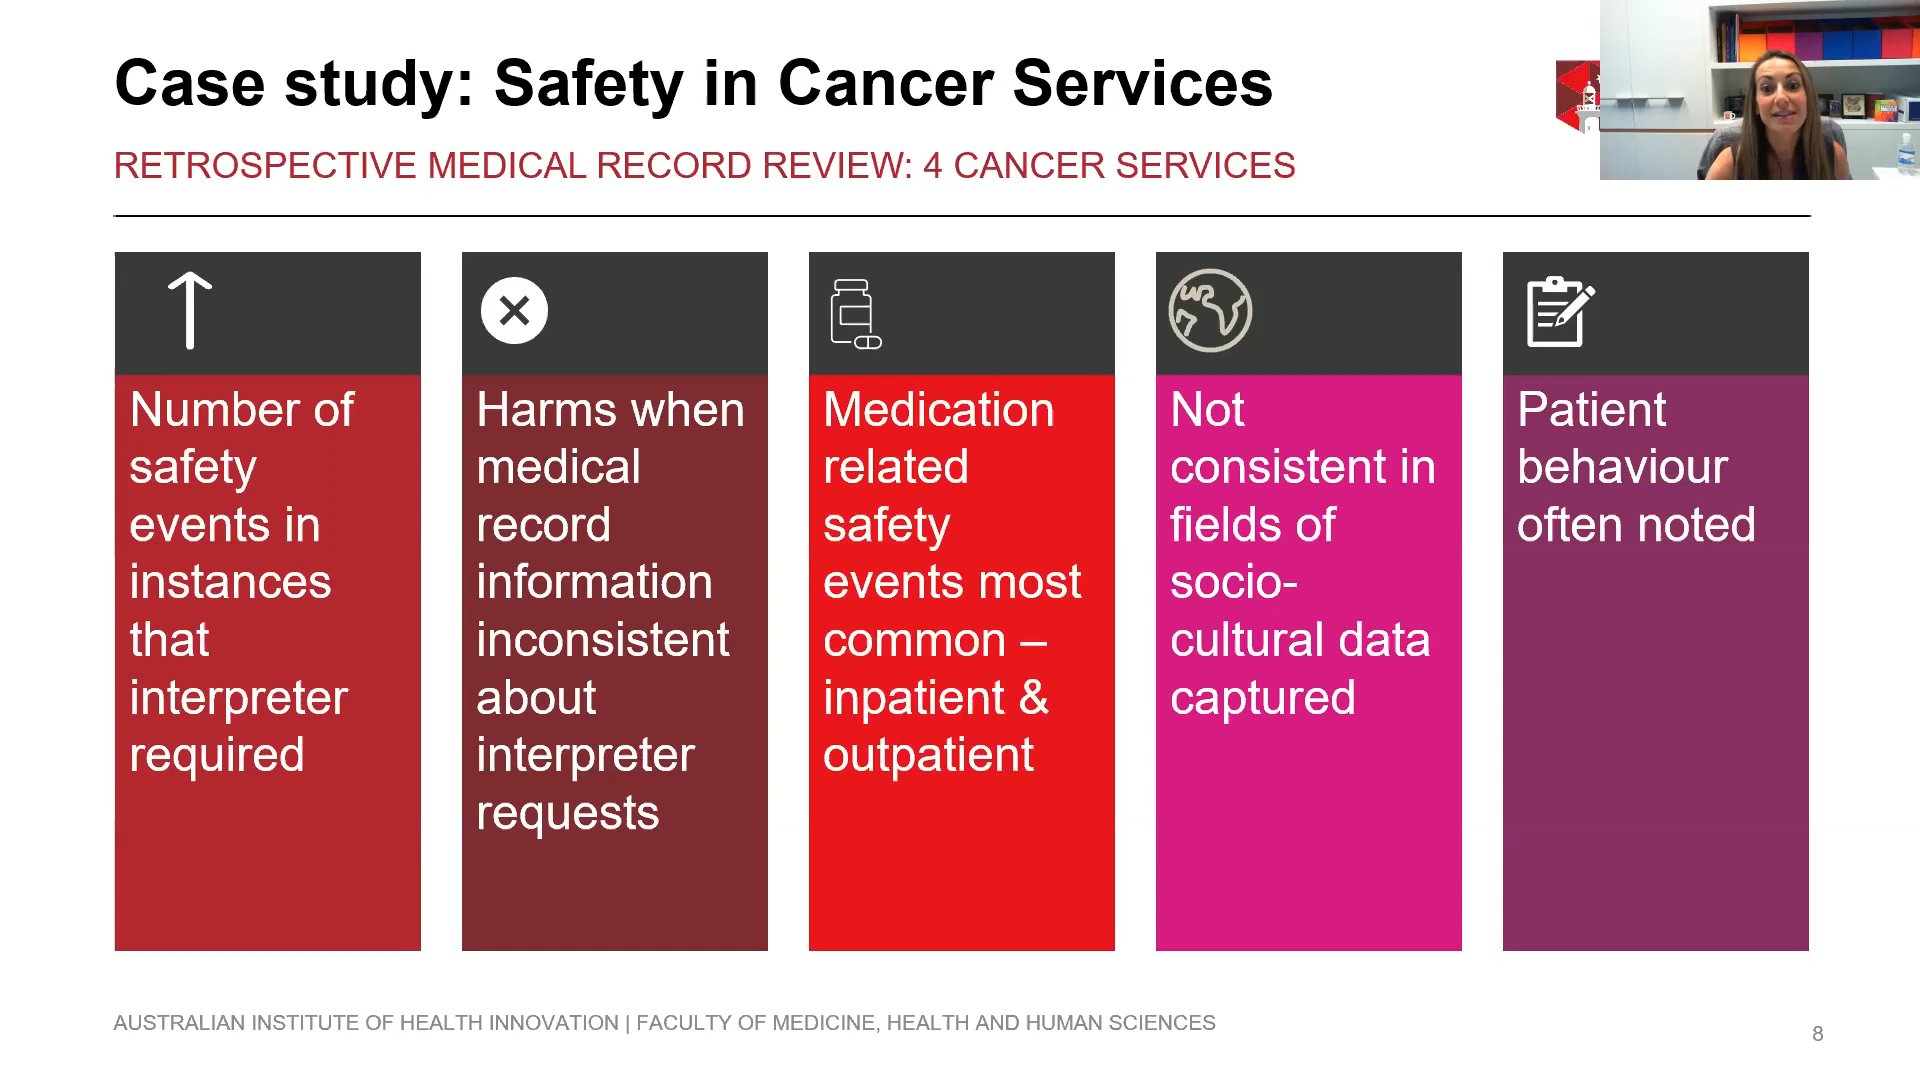 Case study: Safety in Cancer Services
RETROSPECTIVE MEDICAL RECORD REVIEW: 4 CANCER SERVICES
Number of
safety
events in
instances
that
interpreter
required
Harms when
medical
record
information
inconsistent
about
interpreter
requests
Medication
related
safety
events most
common –
inpatient &
outpatient
Not
consistent in
fields of
socio-
cultural data
captured
Patient
behaviour
often noted
AUSTRALIAN INSTITUTE OF HEALTH INNOVATION | FACULTY OF MEDICINE, HEALTH AND HUMAN SCIENCES
8